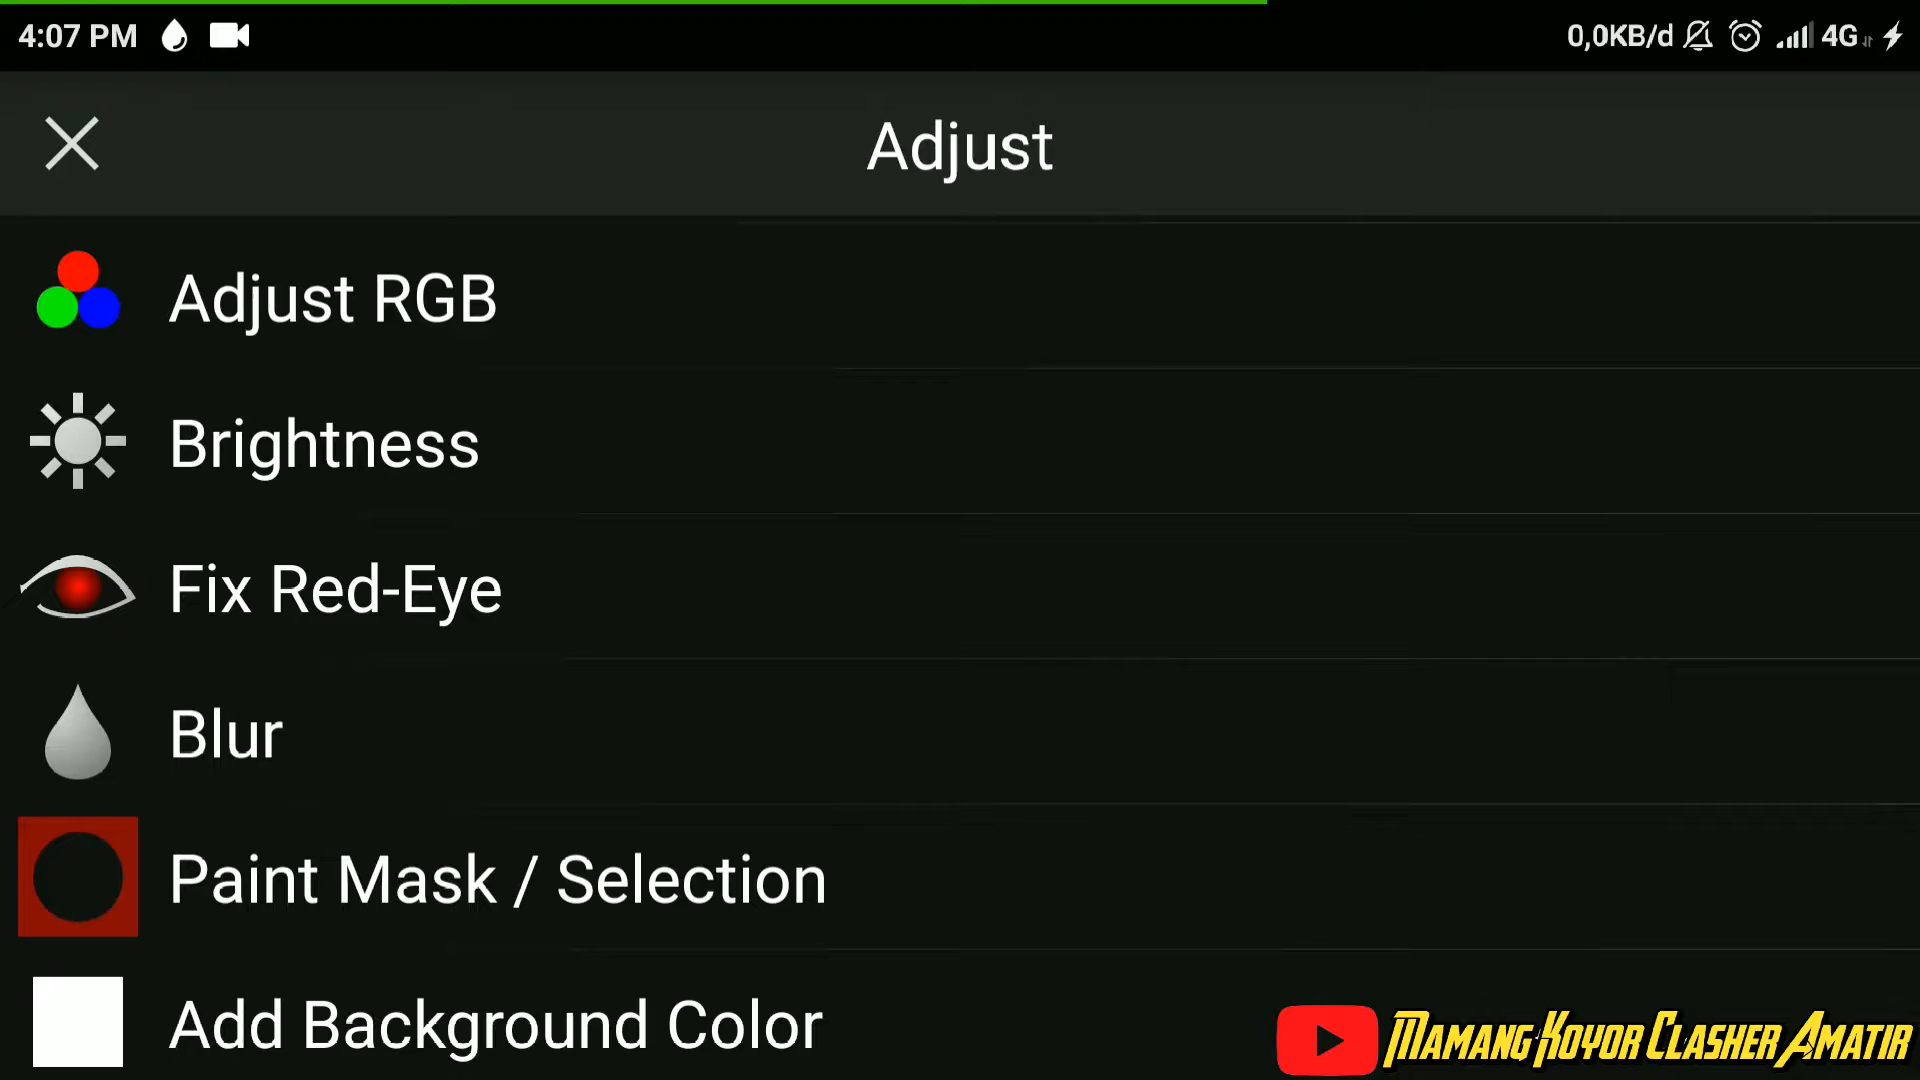 4:07 PM 0,0KB/d 4G
Adjust
Adjust RGB
Brightness
Fix Red-Eye
Blur
Paint Mask / Selection
Add Background Color
Mamang Koyor Clasher Amatir